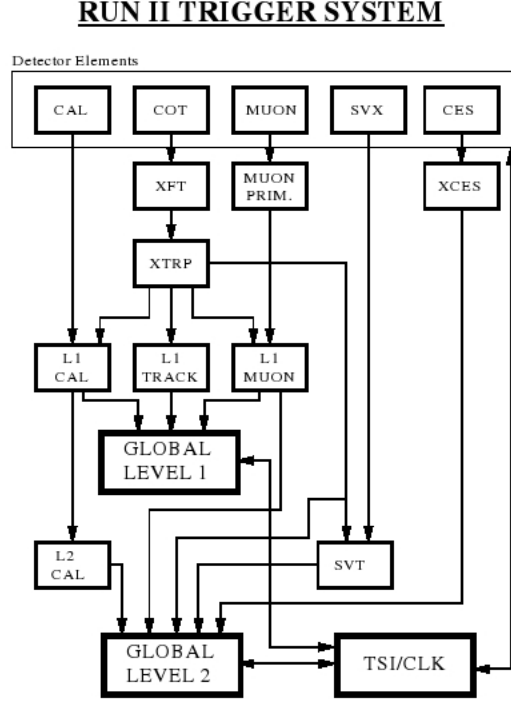 RUN II TRIGGER SYSTEM
Detector Elements
CAL
COT
MUON
SVX
CES
XFT
MUON
PRIM.
XCES
XTRP
L1
CAL
L1
TRACK
L1
MUON
GLOBAL
LEVEL 1
L2
CAL
SVT
GLOBAL
LEVEL 2
TSI/CLK